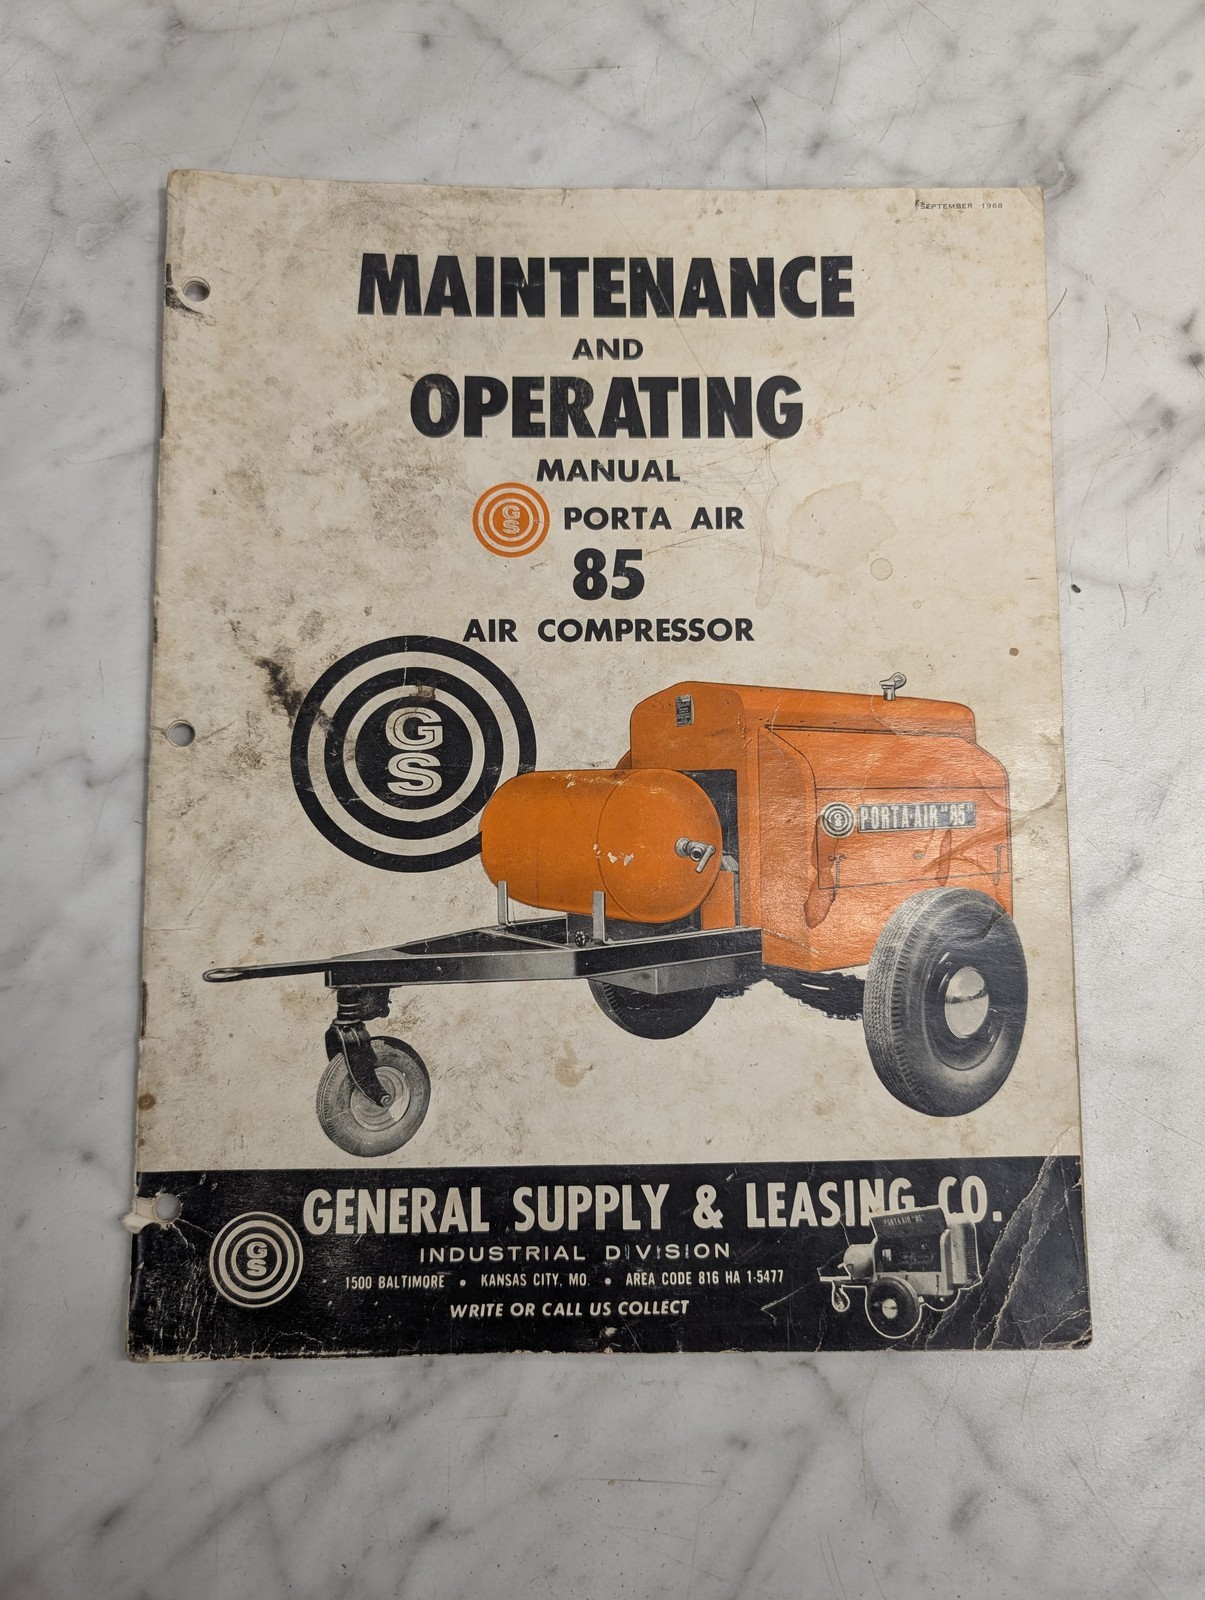 SEPTEMBER 1968
MAINTENANCE
AND
OPERATING
MANUAL
GS PORTA AIR
85
AIR COMPRESSOR
GS
GS PORTA-AIR "85"
GENERAL SUPPLY & LEASING CO.
PORTA-AIR "85"
GS
INDUSTRIAL DIVISION
1500 BALTIMORE • KANSAS CITY, MO. • AREA CODE 816 HA 1-5477
WRITE OR CALL US COLLECT